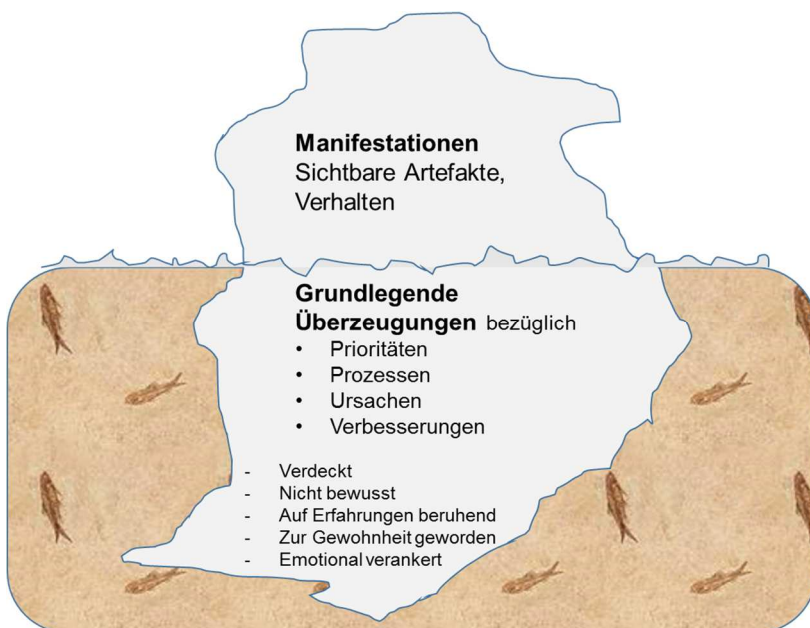 Manifestationen
Sichtbare Artefakte,
Verhalten
Grundlegende
Überzeugungen bezüglich
• Prioritäten
• Prozessen
• Ursachen
• Verbesserungen
- Verdeckt
- Nicht bewusst
- Auf Erfahrungen beruhend
- Zur Gewohnheit geworden
- Emotional verankert